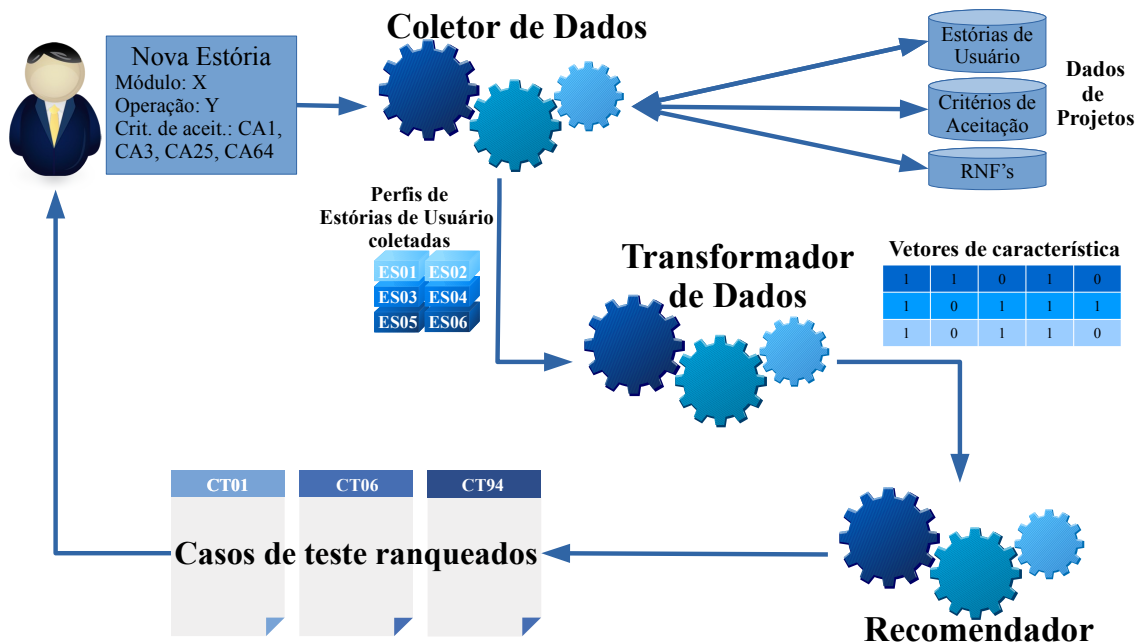 Coletor de Dados
Nova Estória
Módulo: X
Operação: Y
Crit. de aceit.: CA1,
CA3, CA25, CA64
Estórias de
Usuário
Critérios de
Aceitação
RNF's
Dados
de
Projetos
Perfis de
Estórias de Usuário
coletadas
ES01 ES02
ES03 ES04
ES05 ES06
Transformador
de Dados
Vetores de característica
1 1 0 1 0
1 0 1 1 1
1 0 1 1 0
CT01 CT06 CT94
Casos de teste ranqueados
Recomendador